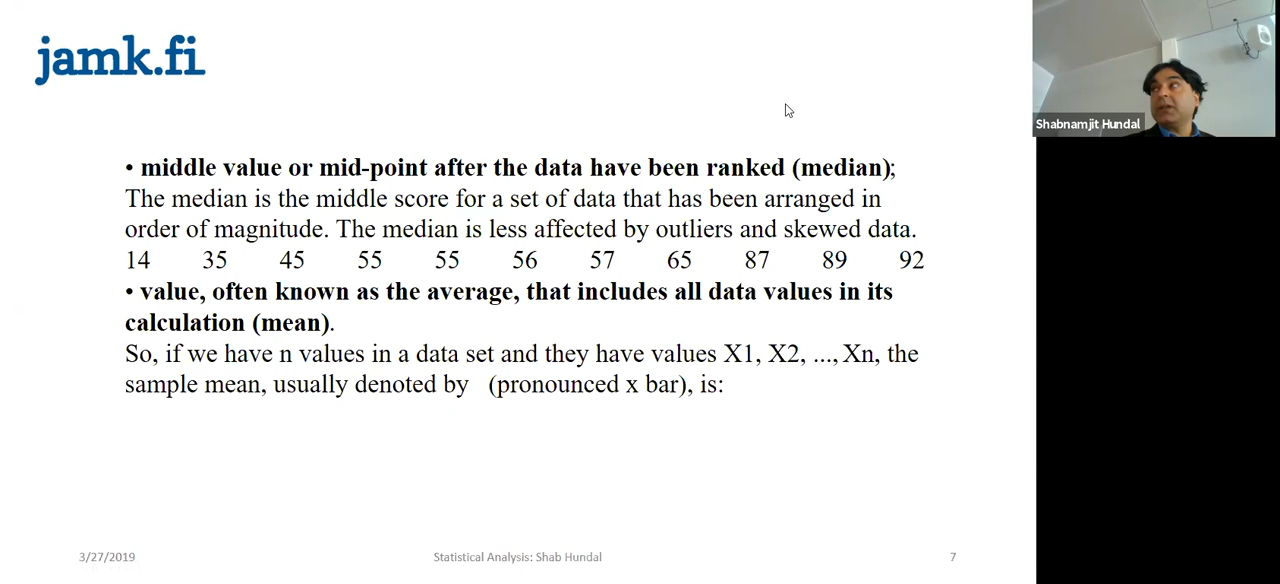 jamk.fi
Shabnamjit Hundal
• middle value or mid-point after the data have been ranked (median);
The median is the middle score for a set of data that has been arranged in
order of magnitude. The median is less affected by outliers and skewed data.
14 35 45 55 55 56 57 65 87 89 92
• value, often known as the average, that includes all data values in its
calculation (mean).
So, if we have n values in a data set and they have values X1, X2, ..., Xn, the
sample mean, usually denoted by (pronounced x bar), is:
3/27/2019 Statistical Analysis: Shab Hundal 7